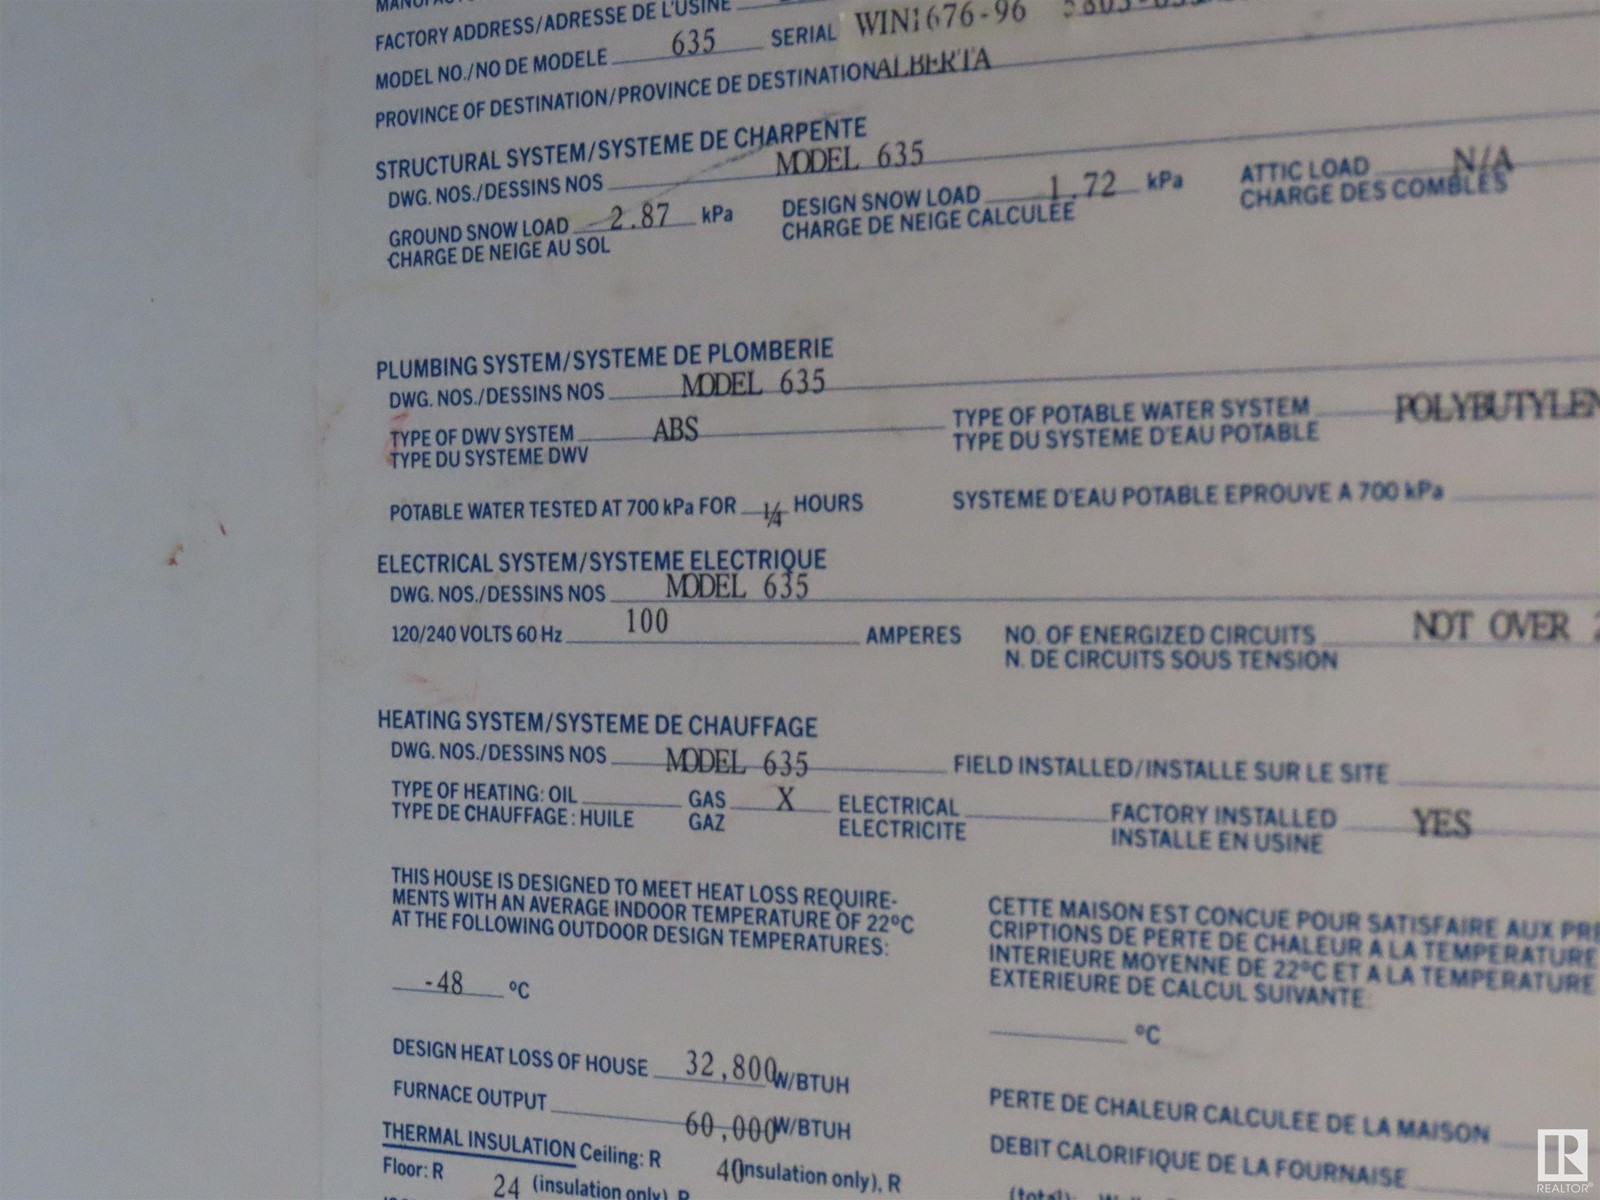 FACTORY ADDRESS/ADRESSE DE L'USINE
MODEL NO./NO DE MODELE 635 SERIAL WIN1676-96
PROVINCE OF DESTINATION/PROVINCE DE DESTINATION ALBERTA
STRUCTURAL SYSTEM/SYSTEME DE CHARPENTE
DWG. NOS./DESSINS NOS MODEL 635
GROUND SNOW LOAD 2.87 kPa DESIGN SNOW LOAD 1.72 kPa ATTIC LOAD N/A
CHARGE DE NEIGE AU SOL CHARGE DE NEIGE CALCULEE CHARGE DES COMBLES
PLUMBING SYSTEM/SYSTEME DE PLOMBERIE
DWG. NOS./DESSINS NOS MODEL 635
TYPE OF DWV SYSTEM ABS TYPE OF POTABLE WATER SYSTEM POLYBUTYLEN
TYPE DU SYSTEME DWV TYPE DU SYSTEME D'EAU POTABLE
POTABLE WATER TESTED AT 700 kPa FOR ¼ HOURS SYSTEME D'EAU POTABLE EPROUVE A 700 kPa
ELECTRICAL SYSTEM/SYSTEME ELECTRIQUE
DWG. NOS./DESSINS NOS MODEL 635
120/240 VOLTS 60 Hz 100 AMPERES NO. OF ENERGIZED CIRCUITS NOT OVER
N. DE CIRCUITS SOUS TENSION
HEATING SYSTEM/SYSTEME DE CHAUFFAGE
DWG. NOS./DESSINS NOS MODEL 635 FIELD INSTALLED/INSTALLE SUR LE SITE
TYPE OF HEATING: OIL GAS X ELECTRICAL FACTORY INSTALLED YES
TYPE DE CHAUFFAGE: HUILE GAZ ELECTRICITE INSTALLE EN USINE
THIS HOUSE IS DESIGNED TO MEET HEAT LOSS REQUIRE-
MENTS WITH AN AVERAGE INDOOR TEMPERATURE OF 22°C
AT THE FOLLOWING OUTDOOR DESIGN TEMPERATURES:
-48 °C
CETTE MAISON EST CONCUE POUR SATISFAIRE AUX PRE
CRIPTIONS DE PERTE DE CHALEUR A LA TEMPERATURE
INTERIEURE MOYENNE DE 22°C ET A LA TEMPERATURE
EXTERIEURE DE CALCUL SUIVANTE:
°C
DESIGN HEAT LOSS OF HOUSE 32,800 W/BTUH PERTE DE CHALEUR CALCULEE DE LA MAISON
FURNACE OUTPUT 60,000 W/BTUH DEBIT CALORIFIQUE DE LA FOURNAISE
THERMAL INSULATION Ceiling: R 40 nsulation only), R
Floor: R 24 (insulation only), R
REALTOR®